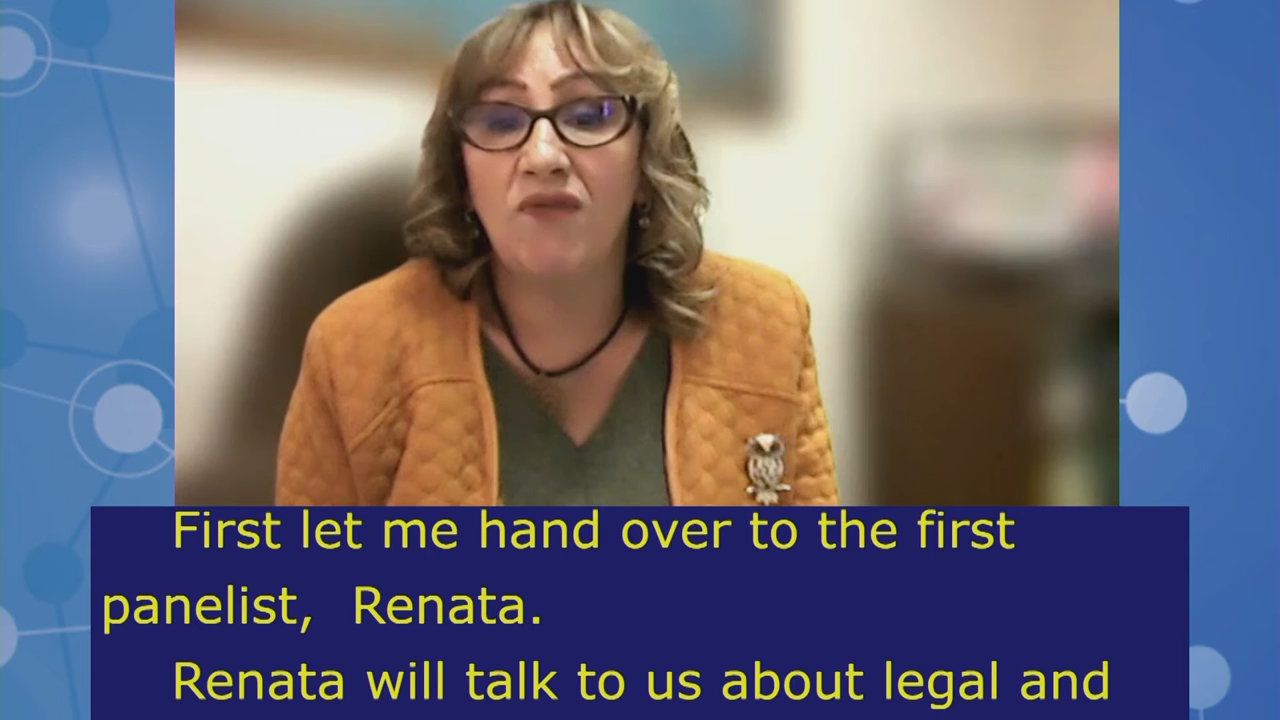 First let me hand over to the first
panelist, Renata.
Renata will talk to us about legal and